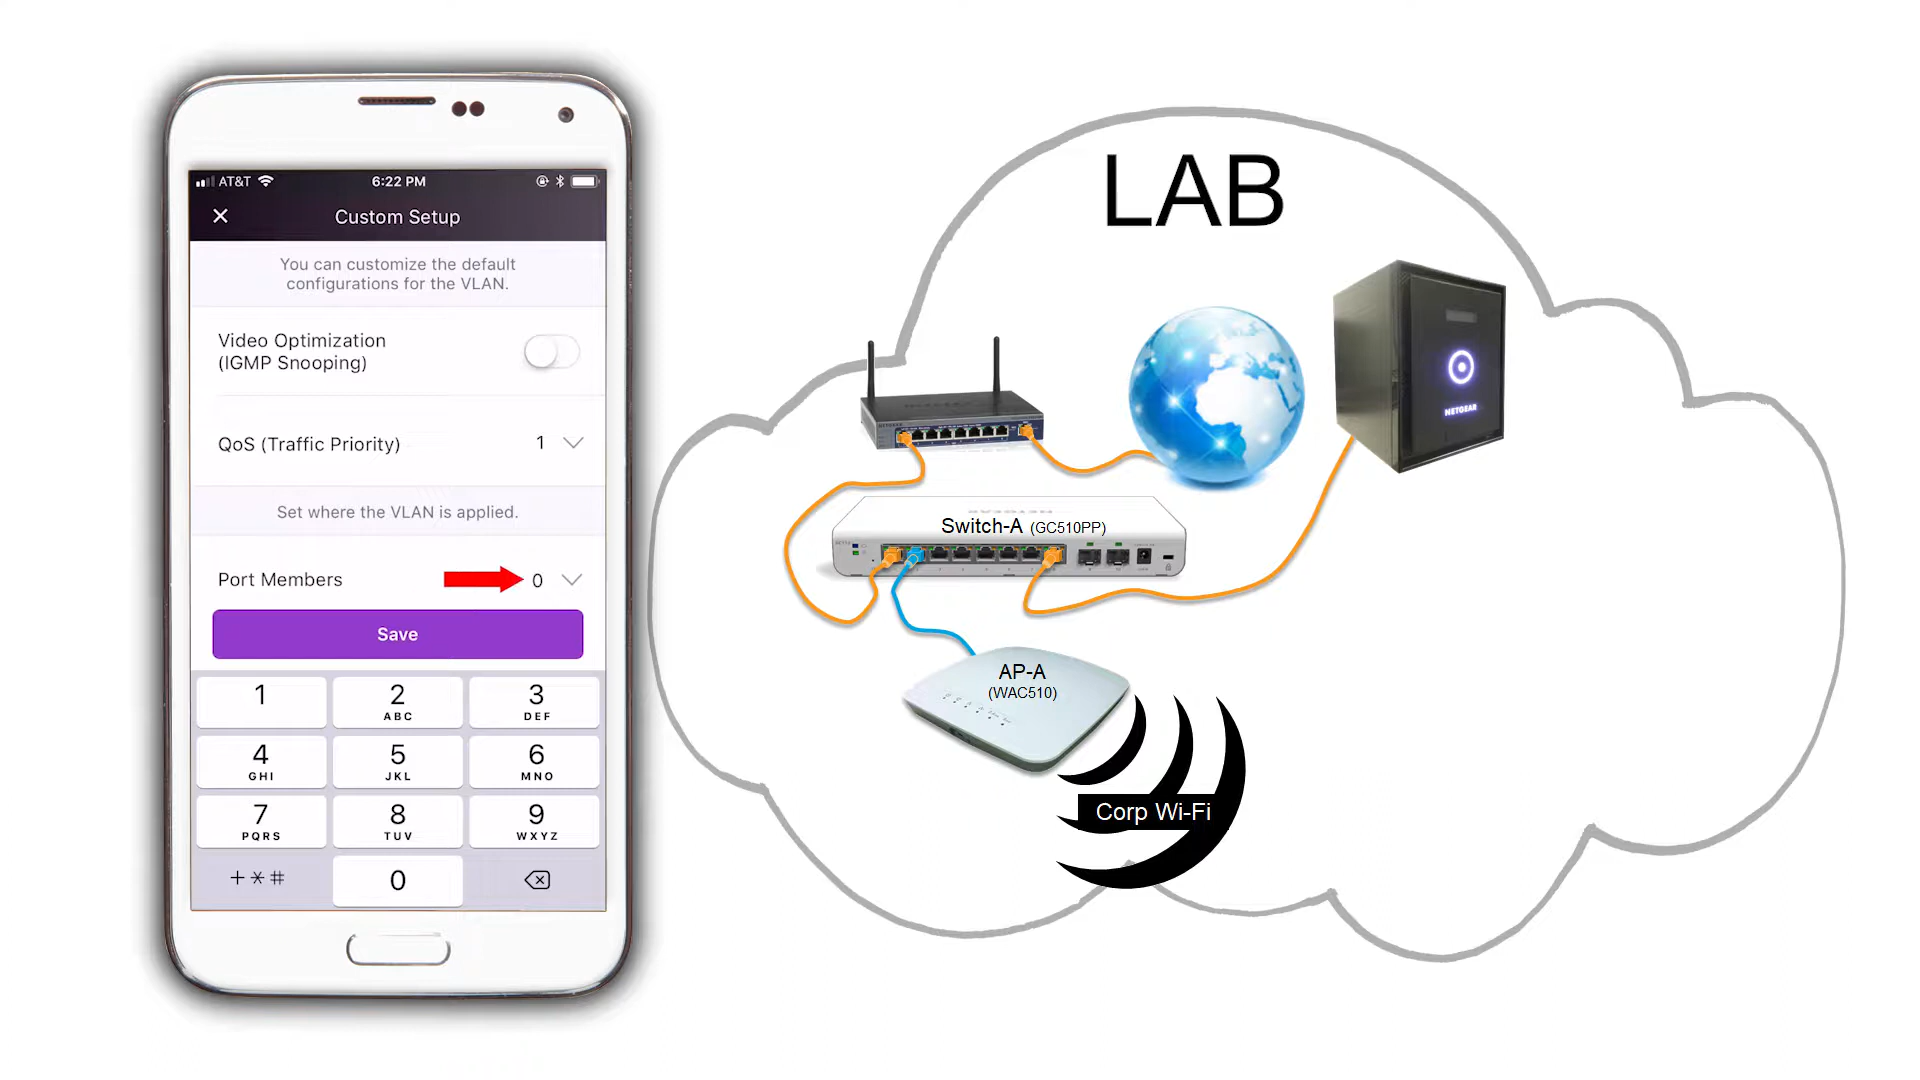 AT&T
6:22 PM
Custom Setup
You can customize the default
configurations for the VLAN.
Video Optimization
(IGMP Snooping)
QoS (Traffic Priority)
1
Set where the VLAN is applied.
Port Members
0
Save
1
2
ABC
3
DEF
4
GHI
5
JKL
6
MNO
7
PQRS
8
TUV
9
WXYZ
+*#
0
LAB
NETGEAR
Switch-A (GC510PP)
AP-A
(WAC510)
Corp Wi-Fi